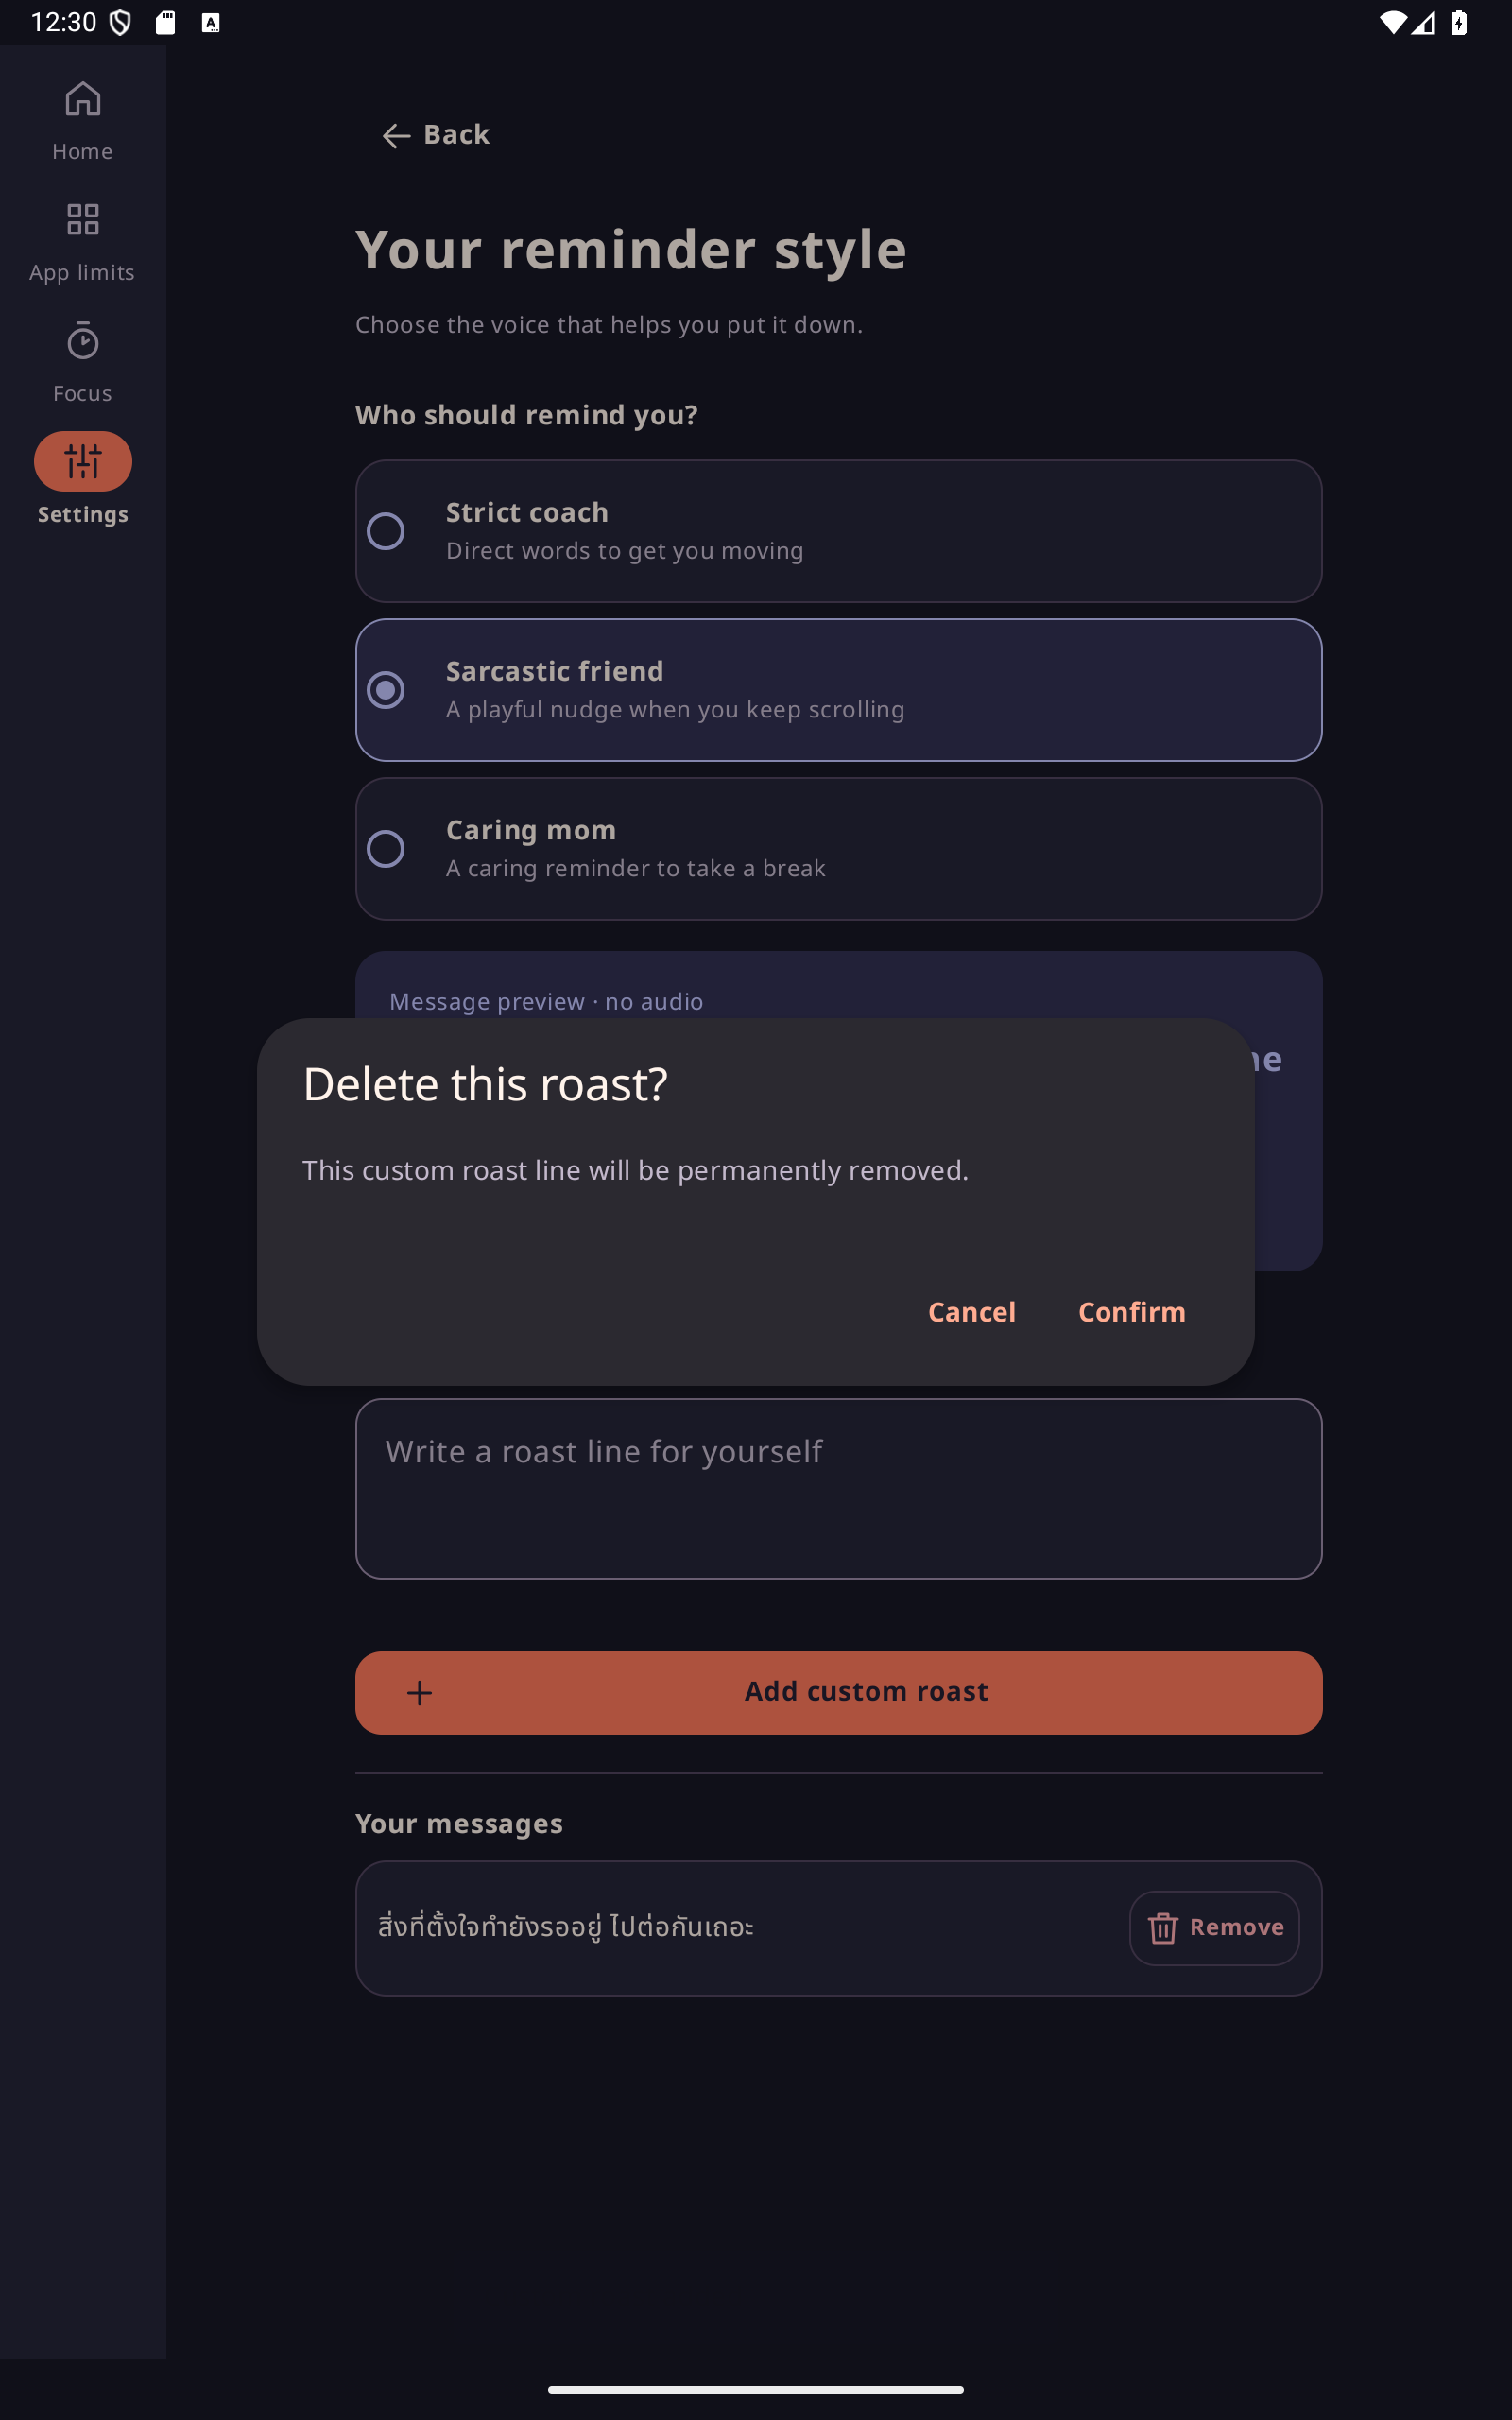 12:30
Home
App limits
Focus
Settings
Back
Your reminder style
Choose the voice that helps you put it down.
Who should remind you?
Strict coach
Direct words to get you moving
Sarcastic friend
A playful nudge when you keep scrolling
Caring mom
A caring reminder to take a break
Message preview · no audio
Delete this roast?
This custom roast line will be permanently removed.
Cancel
Confirm
Write a roast line for yourself
Add custom roast
Your messages
สิ่งที่ตั้งใจทำยังรออยู่ ไปต่อกันเถอะ
Remove